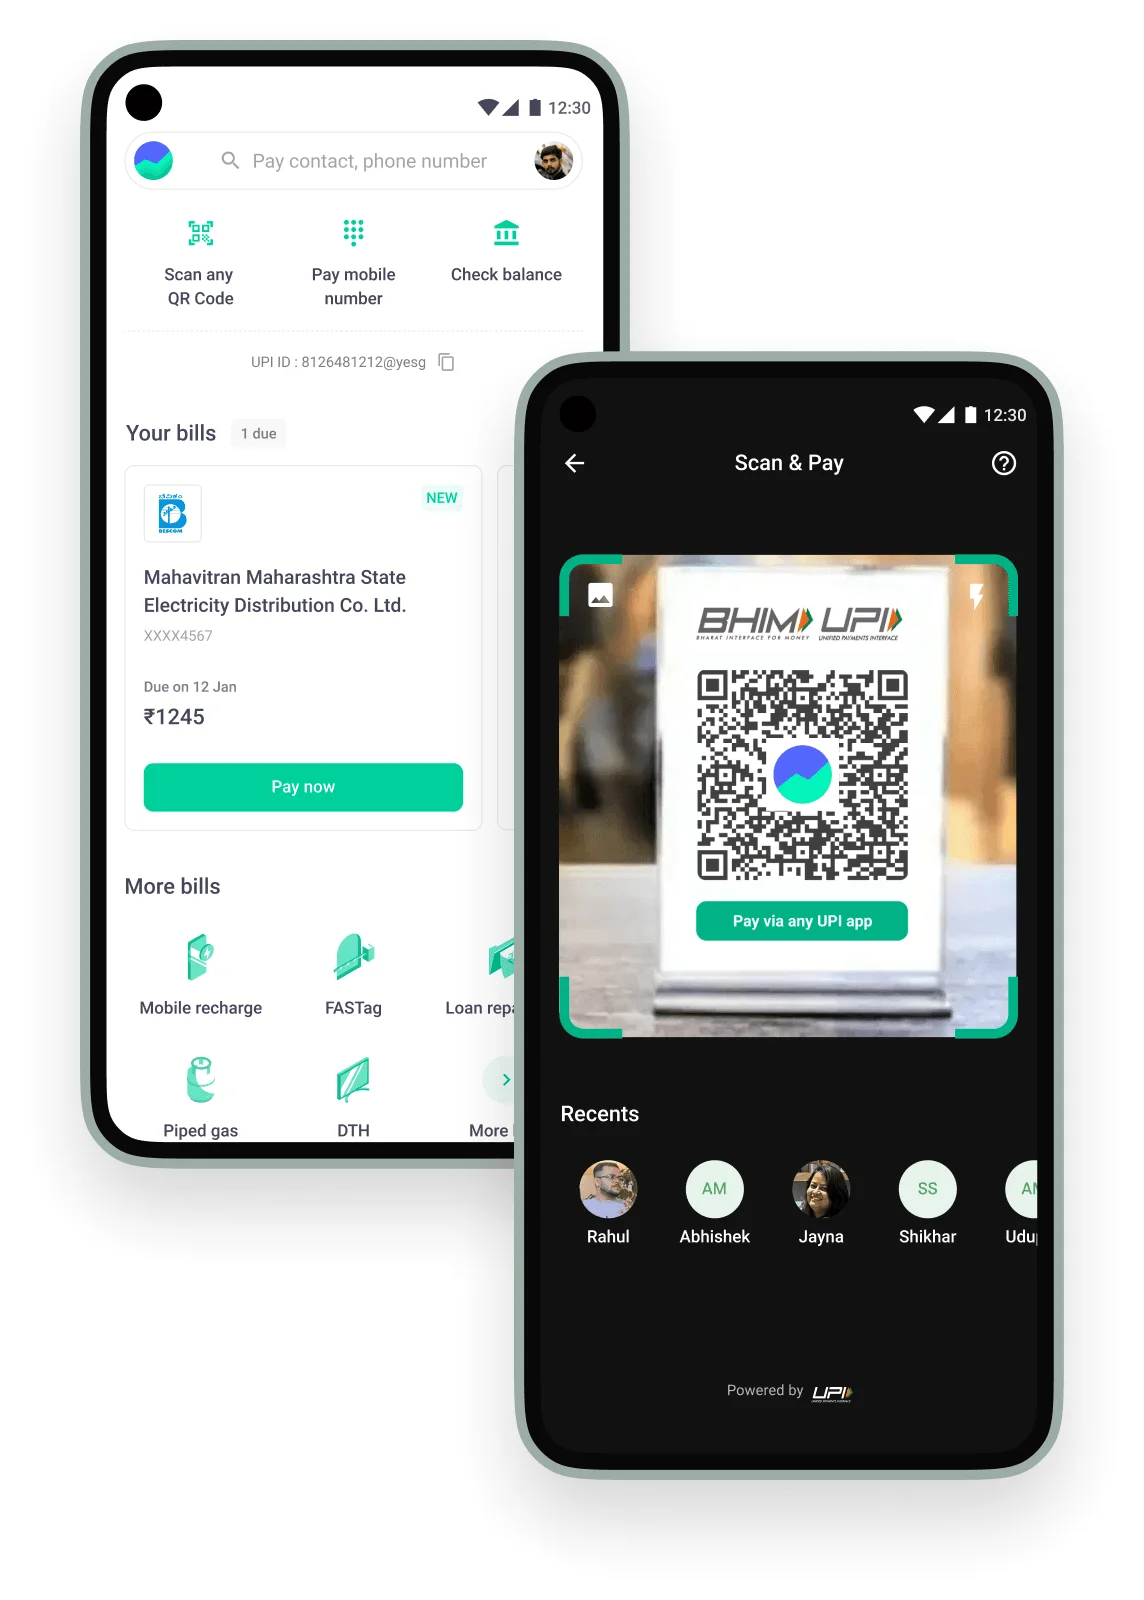 12:30
Pay contact, phone number
Scan any
QR Code
Pay mobile
number
Check balance
UPI ID : 8126481212@yesg
Your bills
1 due
BESCOM
NEW
Mahavitran Maharashtra State
Electricity Distribution Co. Ltd.
XXXX4567
Due on 12 Jan
₹1245
Pay now
More bills
Mobile recharge
FASTag
Loan repa
Piped gas
DTH
More
12:30
Scan & Pay
BHIM UPI
BHARAT INTERFACE FOR MONEY UNIFIED PAYMENTS INTERFACE
Pay via any UPI app
Recents
AM
SS
Rahul
Abhishek
Jayna
Shikhar
Udu
Powered by UPI
UNIFIED PAYMENTS INTERFACE